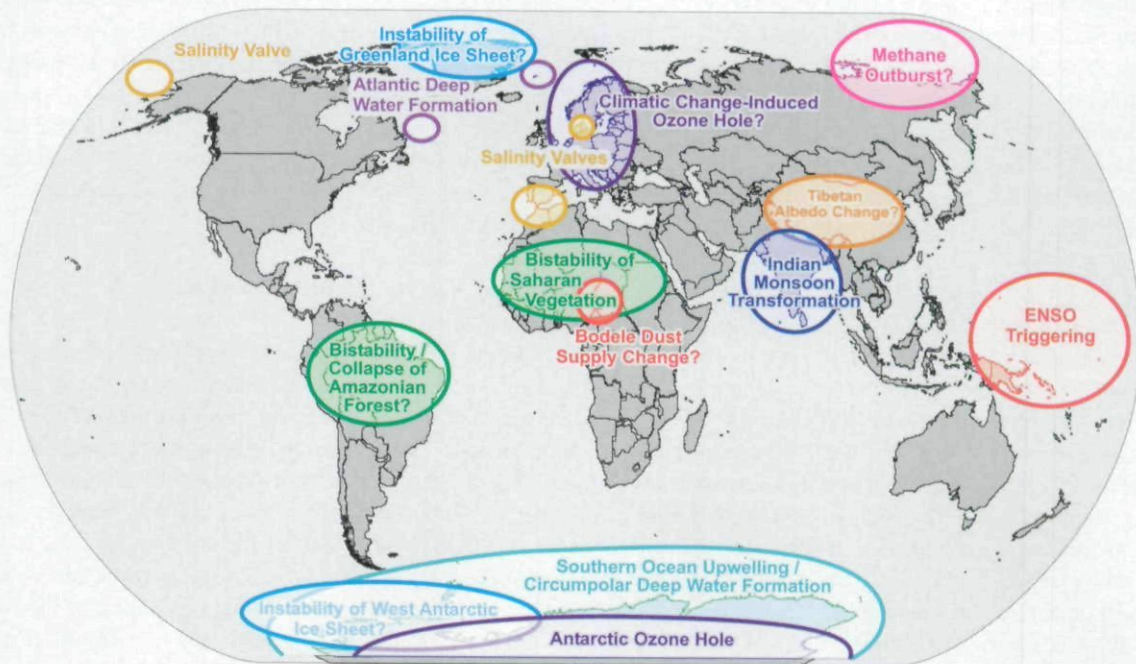 Salinity Valve
Instability of
Greenland Ice Sheet?
Methane
Outburst?
Atlantic Deep
Water Formation
Climatic Change-Induced
Ozone Hole?
Salinity Valves
Tibetan
Albedo Change?
Bistability of
Saharan
Vegetation
Indian
Monsoon
Transformation
Bodele Dust
Supply Change?
ENSO
Triggering
Bistability /
Collapse of
Amazonian
Forest?
Southern Ocean Upwelling /
Circumpolar Deep Water Formation
Instability of West Antarctic
Ice Sheet?
Antarctic Ozone Hole